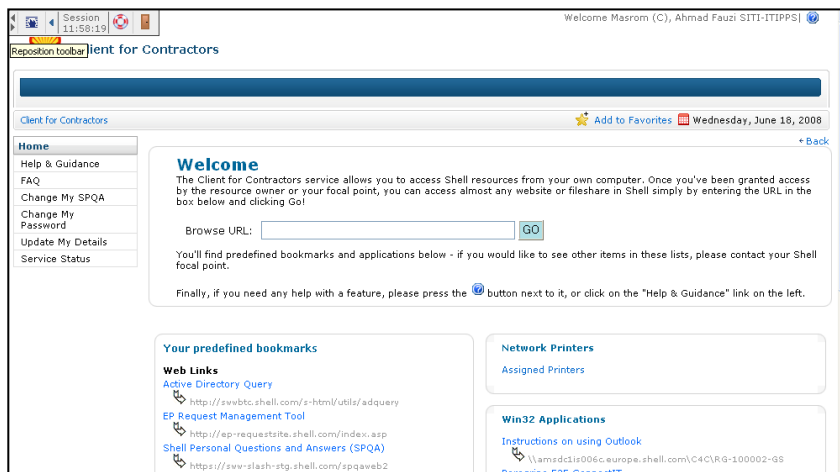 Session
11:58:19
Welcome Masrom (C), Ahmad Fauzi SITI-ITIPPS|
Reposition toolbar
lient for Contractors
Client for Contractors
Add to Favorites
Wednesday, June 18, 2008
Back
Home
Help & Guidance
FAQ
Change My SPQA
Change My
Password
Update My Details
Service Status
Welcome
The Client for Contractors service allows you to access Shell resources from your own computer. Once you've been granted access
by the resource owner or your focal point, you can access almost any website or fileshare in Shell simply by entering the URL in the
box below and clicking Go!
Browse URL:
GO
You'll find predefined bookmarks and applications below - if you would like to see other items in these lists, please contact your Shell
focal point.
Finally, if you need any help with a feature, please press the button next to it, or click on the "Help & Guidance" link on the left.
Your predefined bookmarks
Web Links
Active Directory Query
http://swwbtc.shell.com/s-html/utils/adquery
EP Request Management Tool
http://ep-requestsite.shell.com/index.asp
Shell Personal Questions and Answers (SPQA)
https://sww-slash-stg.shell.com/spqaweb2
Network Printers
Assigned Printers
Win32 Applications
Instructions on using Outlook
\\amsdc1is006c.europe.shell.com\C4C\RG-100002-GS